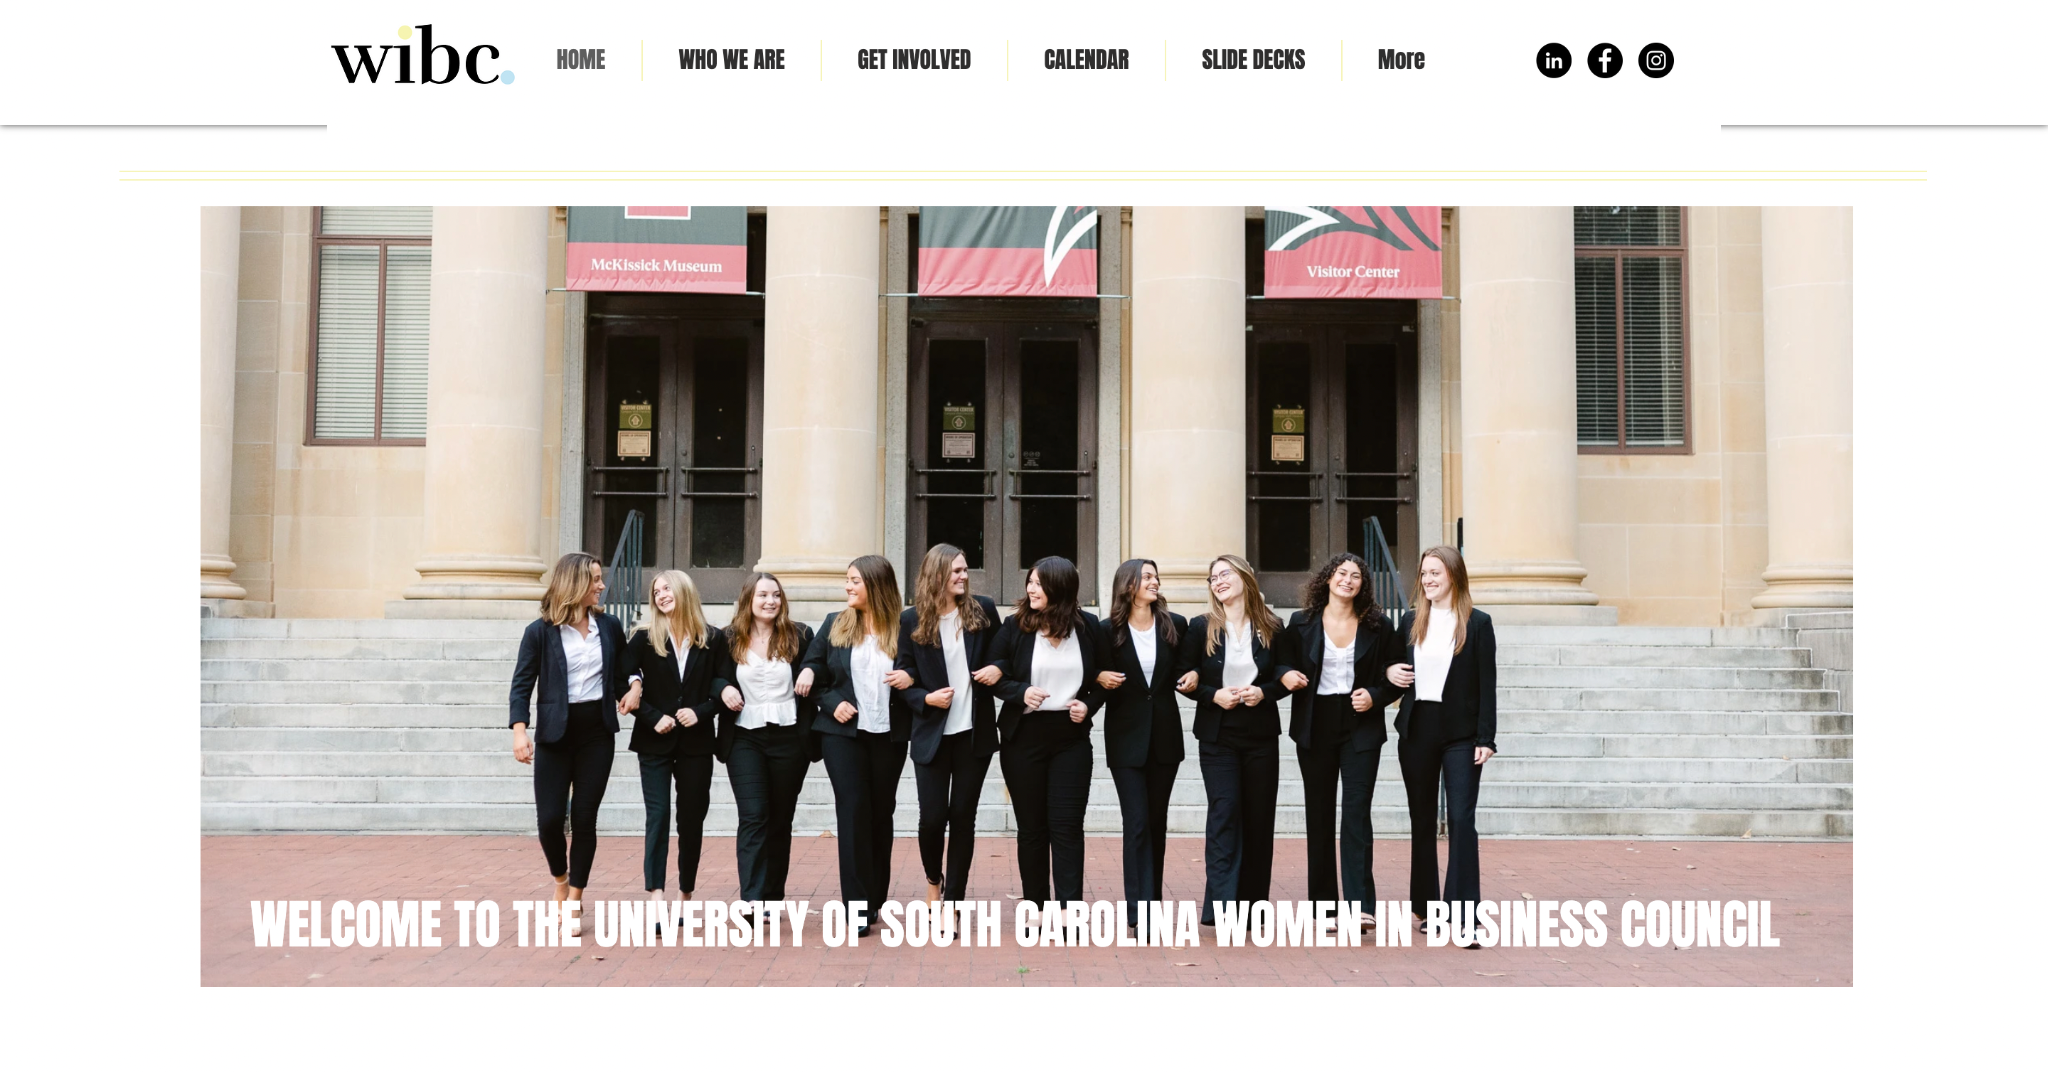 wibc.
HOME
WHO WE ARE
GET INVOLVED
CALENDAR
SLIDE DECKS
More
in
McKissick Museum
Visitor Center
WELCOME TO THE UNIVERSITY OF SOUTH CAROLINA WOMEN IN BUSINESS COUNCIL